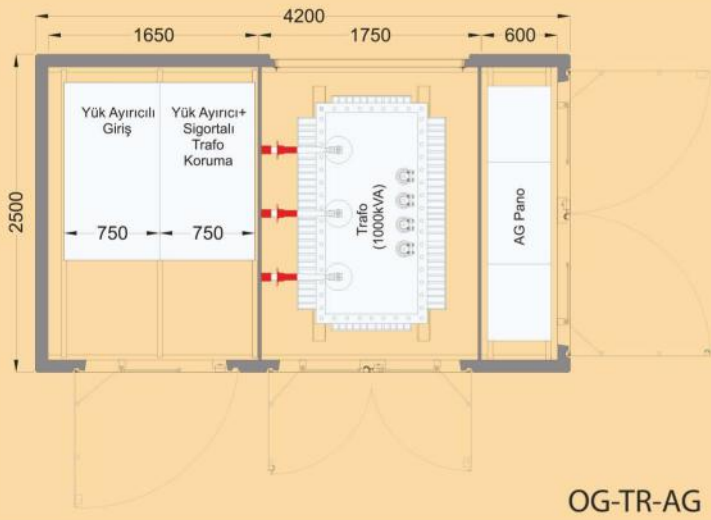 4200
1650
1750
600
2500
Yük Ayırıcılı
Giriş
Yük Ayırıcı+
Sigortalı
Trafo
Koruma
750
750
Trafo
(1000kVA)
AG Pano
OG-TR-AG